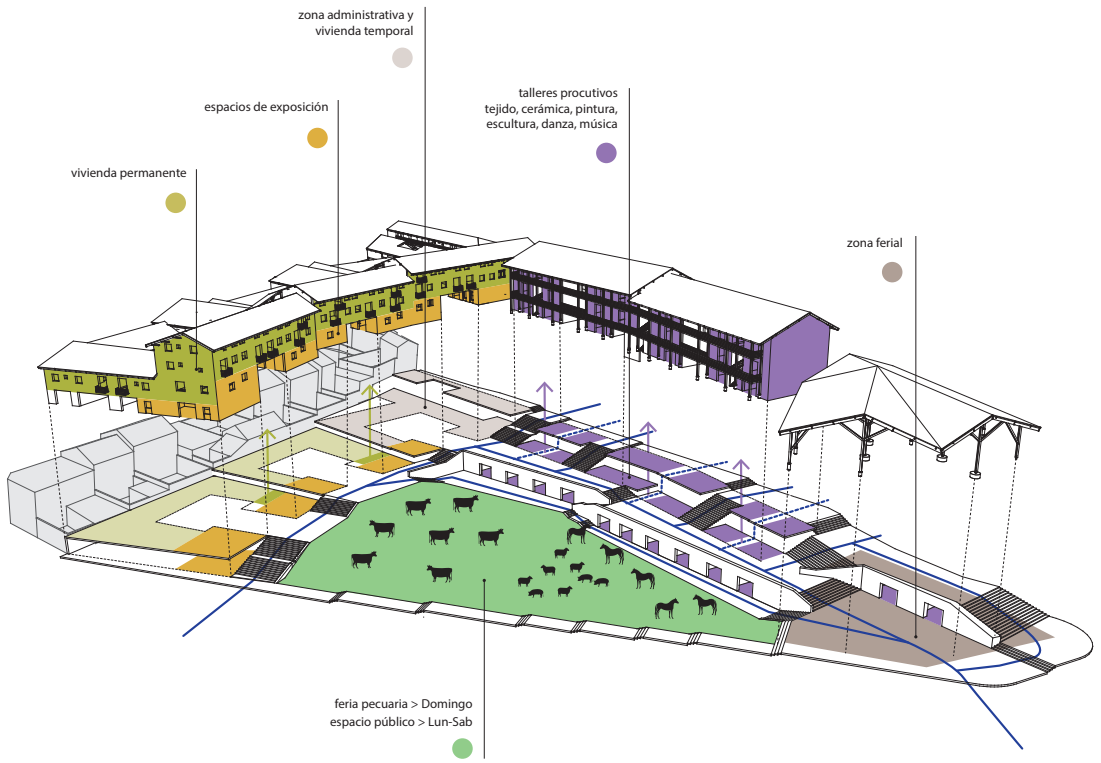 zona administrativa y
vivienda temporal
talleres procutivos
tejido, cerámica, pintura,
escultura, danza, música
espacios de exposición
vivienda permanente
zona ferial
feria pecuaria > Domingo
espacio público > Lun-Sab